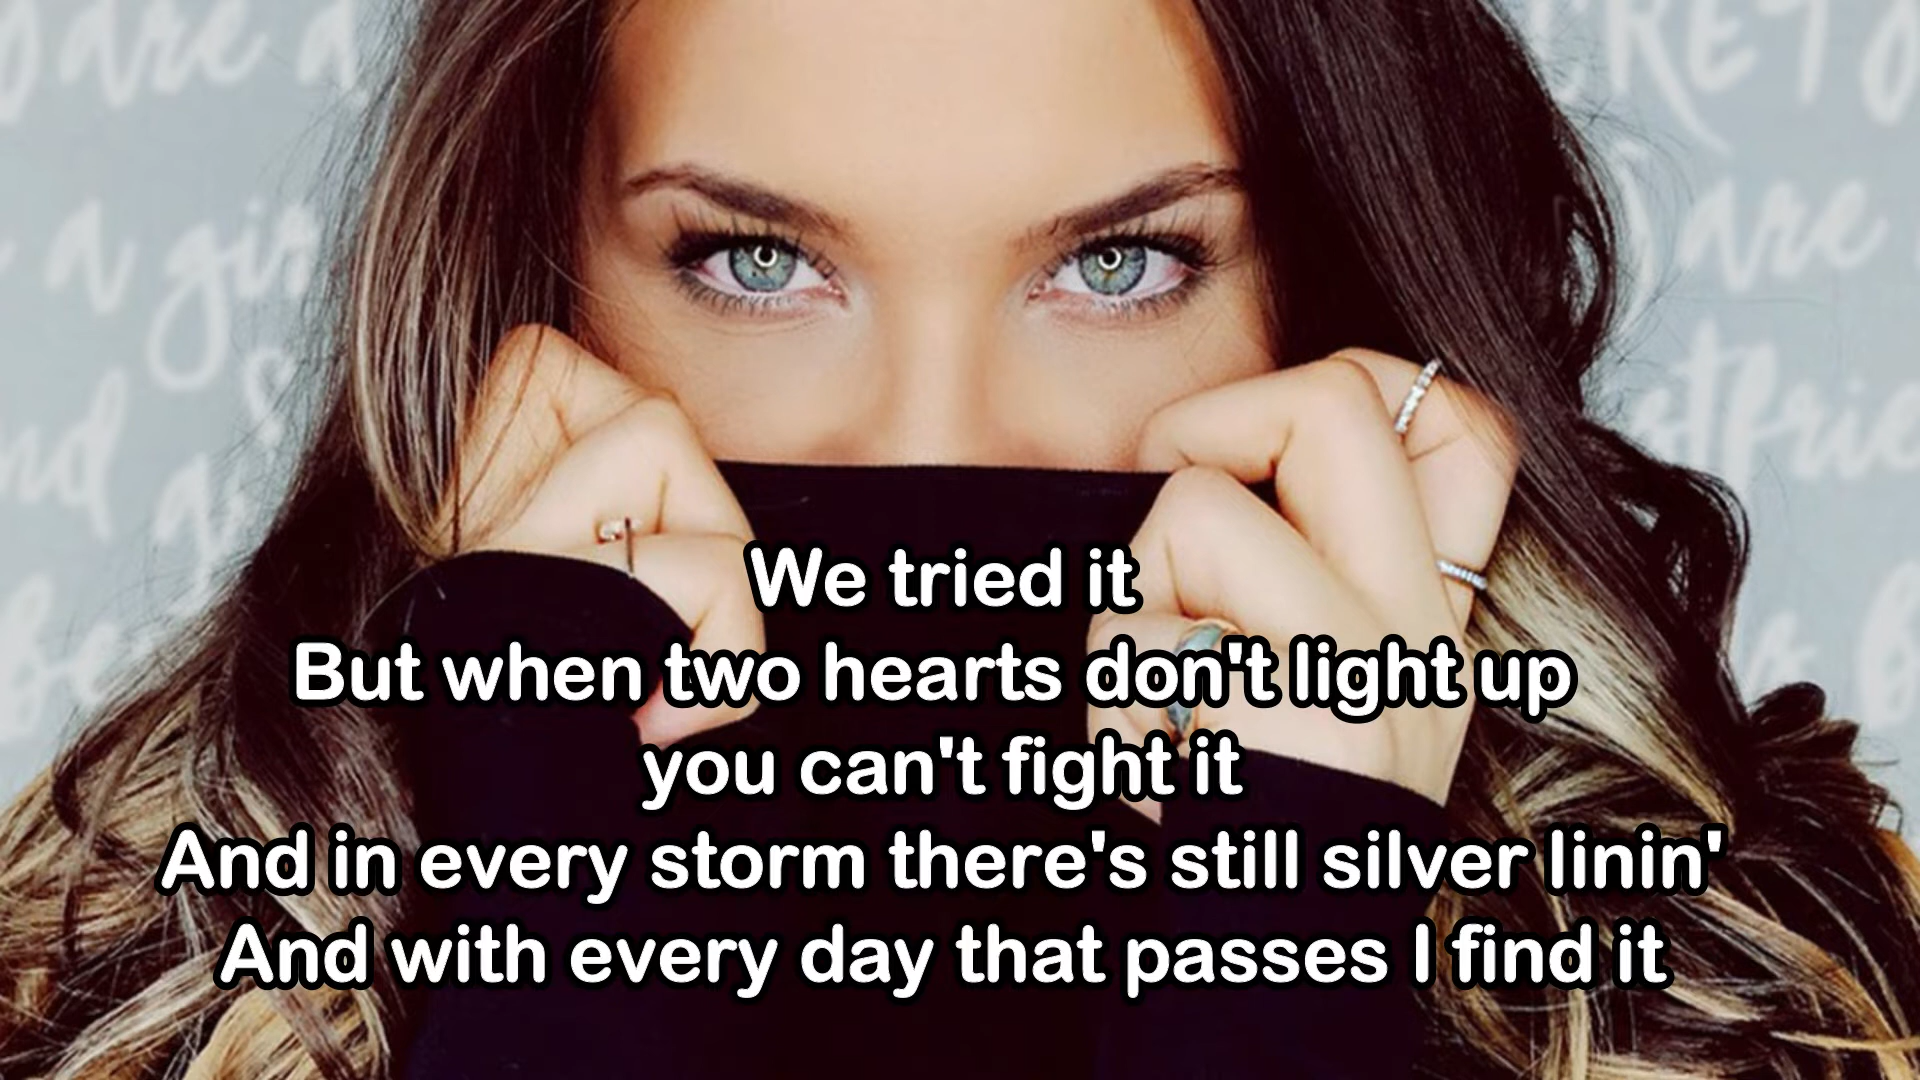 We tried it
But when two hearts don't light up
you can't fight it
And in every storm there's still silver linin'
And with every day that passes I find it